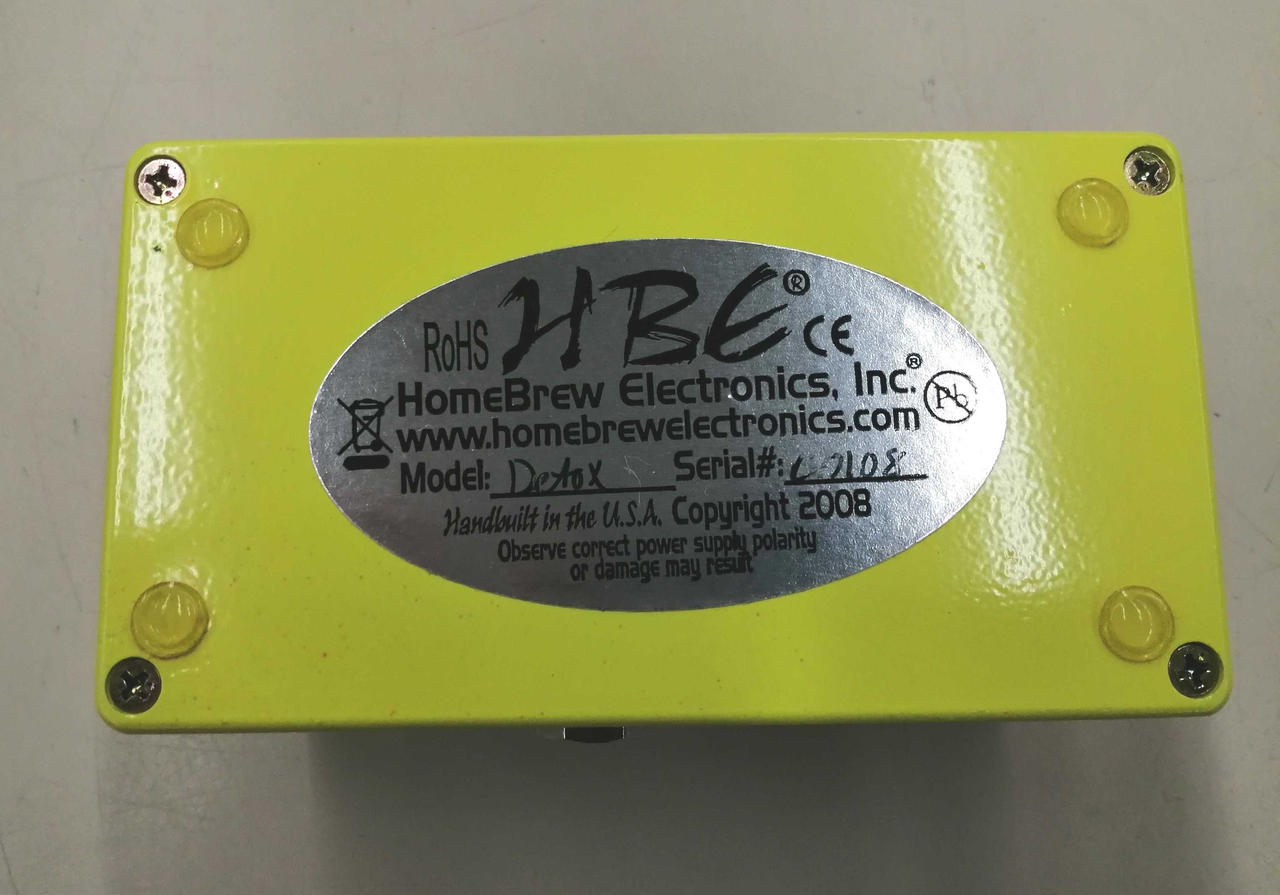 HBE®
RoHS CE
HomeBrew Electronics, Inc.®
Pb
www.homebrewelectronics.com
Model: Detox Serial#:
Handbuilt in the U.S.A. Copyright 2008
Observe correct power supply polarity
or damage may result